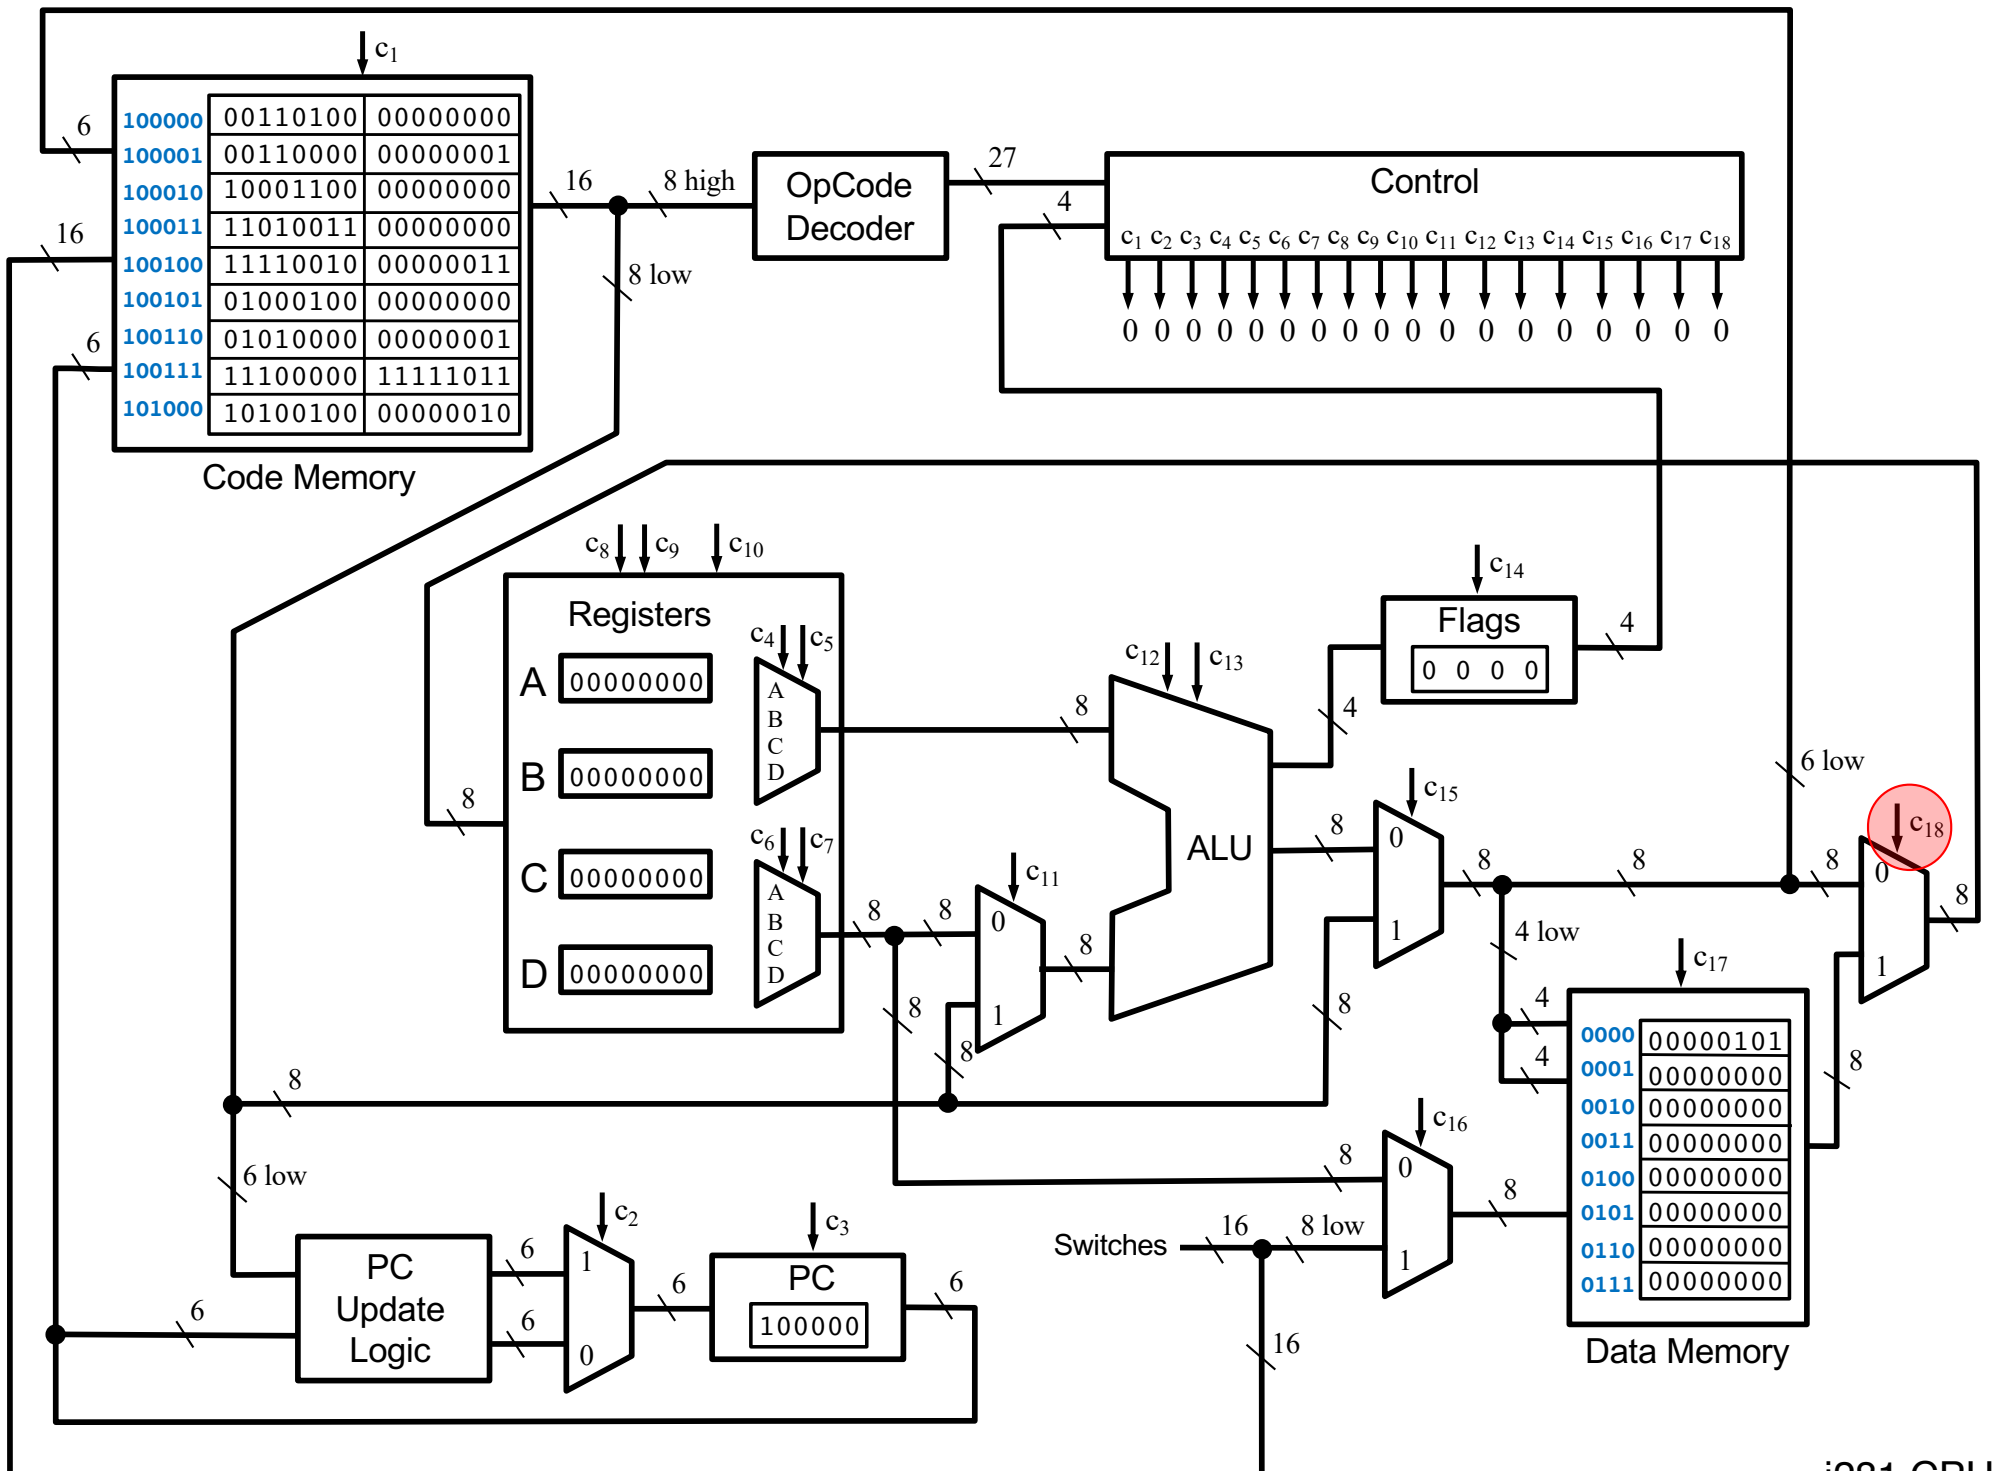 c1
6
100000 00110100 00000000
100001 00110000 00000001
100010 10001100 00000000
100011 11010011 00000000
100100 11110010 00000011
100101 01000100 00000000
100110 01010000 00000001
100111 11100000 11111011
101000 10100100 00000010
16
6
Code Memory
16
8 high
8 low
OpCode
Decoder
27
4
Control
c1 c2 c3 c4 c5 c6 c7 c8 c9 c10 c11 c12 c13 c14 c15 c16 c17 c18
0 0 0 0 0 0 0 0 0 0 0 0 0 0 0 0 0 0
c8 c9 c10
Registers
A 00000000
B 00000000
C 00000000
D 00000000
8
c4 c5
A
B
C
D
c6 c7
A
B
C
D
8
8
8
8
c11
0
1
8
8
c12 c13
ALU
c14
Flags
0 0 0 0
4
4
8
c15
0
1
8
8
8
6 low
8
c18
0
1
8
4 low
4
4
c17
0000 00000101
0001 00000000
0010 00000000
0011 00000000
0100 00000000
0101 00000000
0110 00000000
0111 00000000
Data Memory
8
8
6 low
6
PC
Update
Logic
6
6
c2
1
0
6
c3
PC
100000
6
c16
0
1
8
8
Switches
16
8 low
16